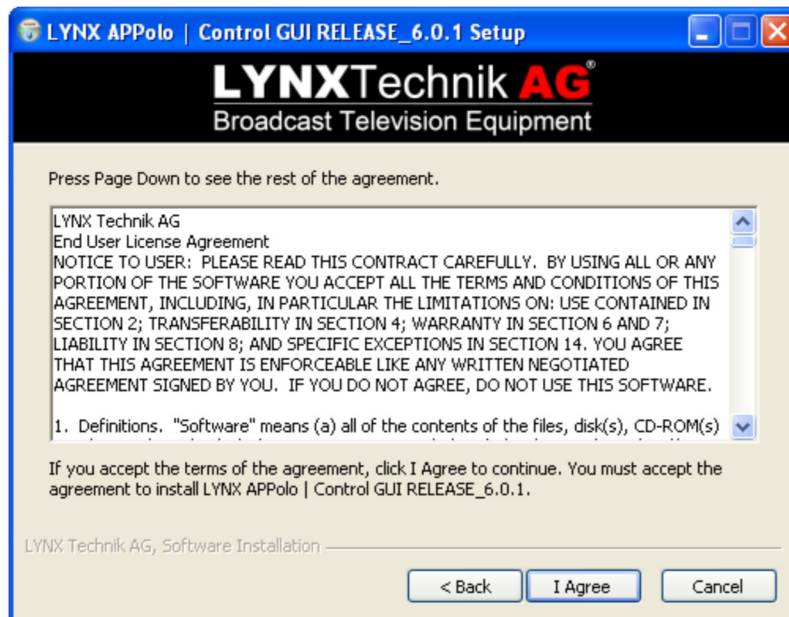 LYNX APPolo | Control GUI RELEASE_6.0.1 Setup
LYNXTechnik AG®
Broadcast Television Equipment
Press Page Down to see the rest of the agreement.
LYNX Technik AG
End User License Agreement
NOTICE TO USER: PLEASE READ THIS CONTRACT CAREFULLY. BY USING ALL OR ANY
PORTION OF THE SOFTWARE YOU ACCEPT ALL THE TERMS AND CONDITIONS OF THIS
AGREEMENT, INCLUDING, IN PARTICULAR THE LIMITATIONS ON: USE CONTAINED IN
SECTION 2; TRANSFERABILITY IN SECTION 4; WARRANTY IN SECTION 6 AND 7;
LIABILITY IN SECTION 8; AND SPECIFIC EXCEPTIONS IN SECTION 14. YOU AGREE
THAT THIS AGREEMENT IS ENFORCEABLE LIKE ANY WRITTEN NEGOTIATED
AGREEMENT SIGNED BY YOU. IF YOU DO NOT AGREE, DO NOT USE THIS SOFTWARE.
1. Definitions. "Software" means (a) all of the contents of the files, disk(s), CD-ROM(s)
If you accept the terms of the agreement, click I Agree to continue. You must accept the
agreement to install LYNX APPolo | Control GUI RELEASE_6.0.1.
LYNX Technik AG, Software Installation
< Back
I Agree
Cancel